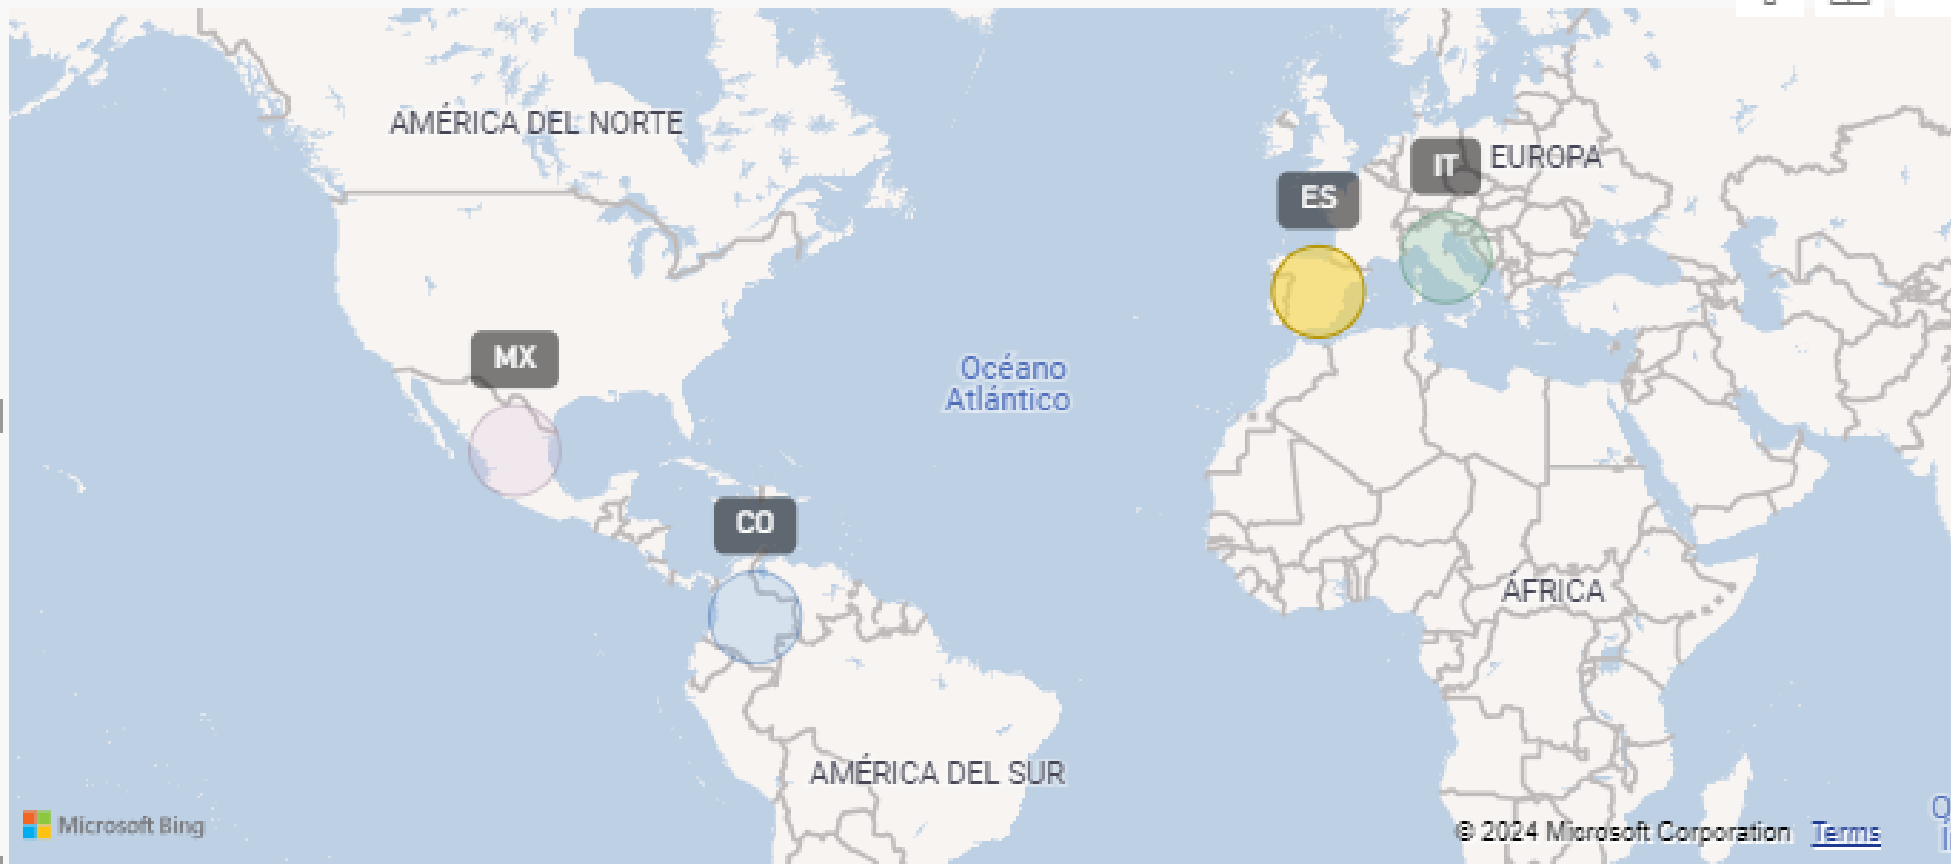 AMÉRICA DEL NORTE
IT
EUROPA
ES
MX
Océano
Atlántico
CO
ÁFRICA
AMÉRICA DEL SUR
Microsoft Bing
© 2024 Microsoft Corporation Terms